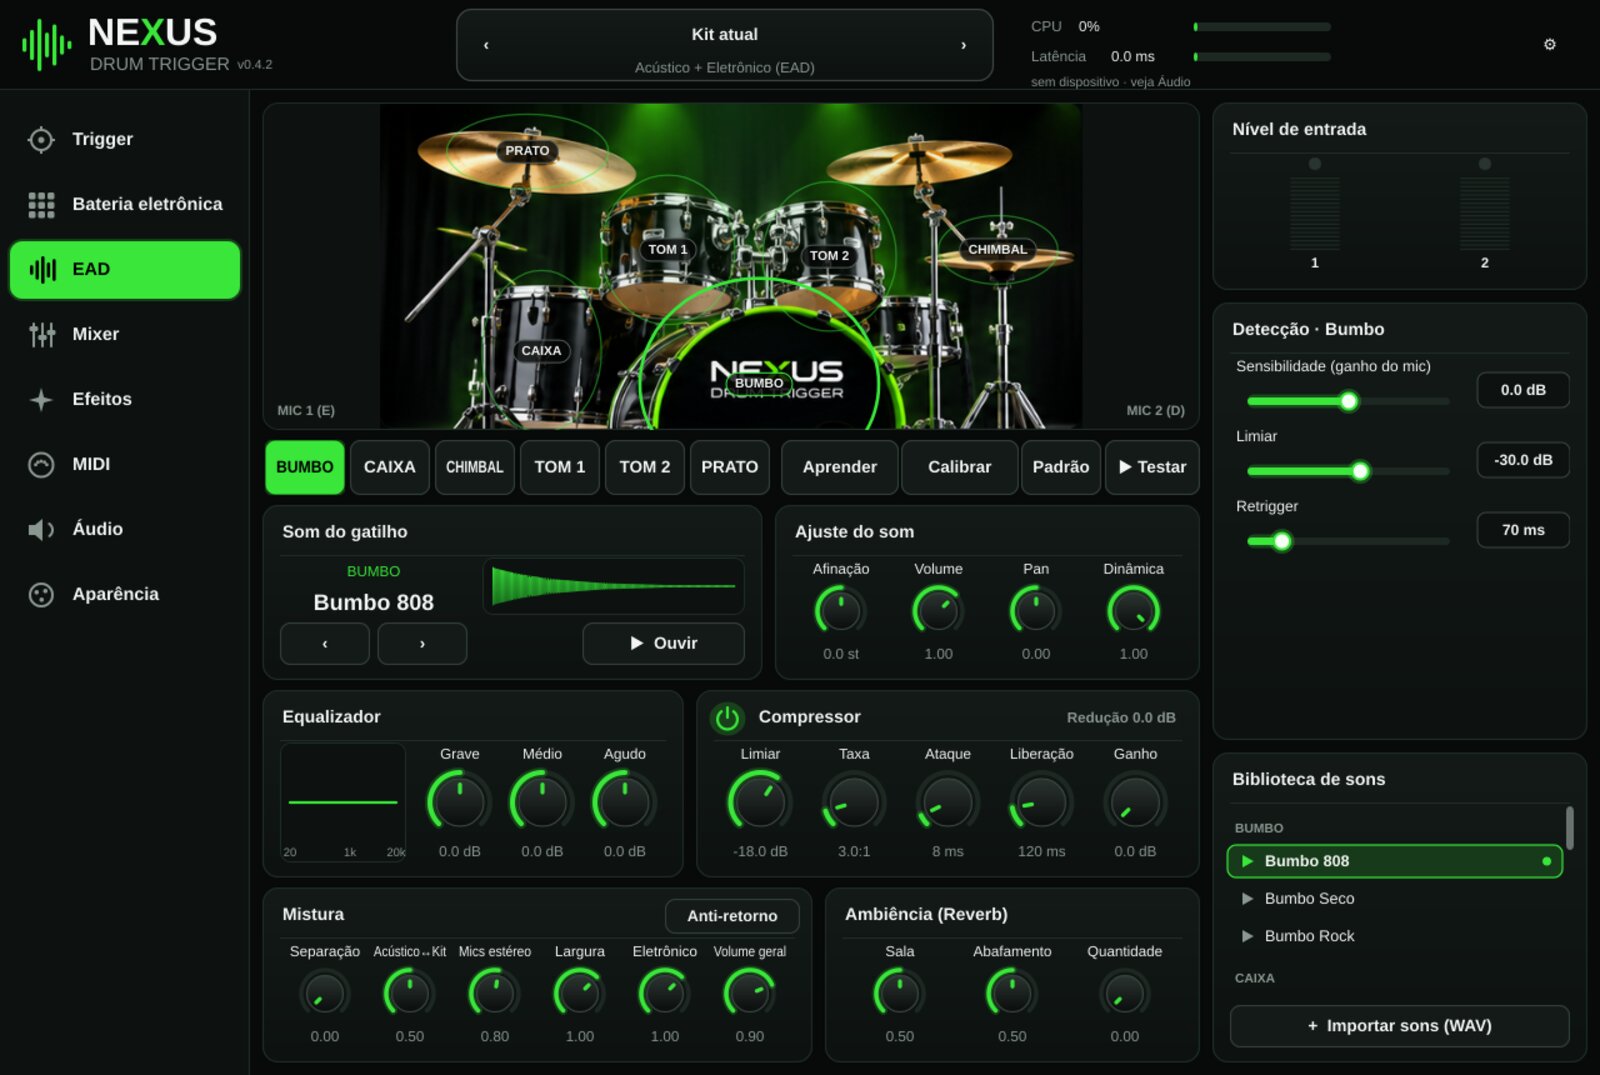 NEXUS
DRUM TRIGGER v0.4.2
‹
Kit atual
›
Acústico + Eletrônico (EAD)
CPU 0%
Latência 0.0 ms
sem dispositivo · veja Áudio
Trigger
Bateria eletrônica
EAD
Mixer
Efeitos
MIDI
Áudio
Aparência
PRATO
TOM 1
TOM 2
CHIMBAL
CAIXA
NEXUS
BUMBO
DRUM TRIGGER
MIC 1 (E)
MIC 2 (D)
BUMBO
CAIXA
CHIMBAL
TOM 1
TOM 2
PRATO
Aprender
Calibrar
Padrão
▶ Testar
Som do gatilho
BUMBO
Bumbo 808
‹
›
▶ Ouvir
Ajuste do som
Afinação Volume Pan Dinâmica
0.0 st 1.00 0.00 1.00
Equalizador
Grave Médio Agudo
20 1k 20k
0.0 dB 0.0 dB 0.0 dB
Compressor
Redução 0.0 dB
Limiar Taxa Ataque Liberação Ganho
-18.0 dB 3.0:1 8 ms 120 ms 0.0 dB
Mistura
Anti-retorno
Separação Acústico↔Kit Mics estéreo Largura Eletrônico Volume geral
0.00 0.50 0.80 1.00 1.00 0.90
Ambiência (Reverb)
Sala Abafamento Quantidade
0.50 0.50 0.00
Nível de entrada
1 2
Detecção · Bumbo
Sensibilidade (ganho do mic)
0.0 dB
Limiar
-30.0 dB
Retrigger
70 ms
Biblioteca de sons
BUMBO
Bumbo 808
Bumbo Seco
Bumbo Rock
CAIXA
+ Importar sons (WAV)